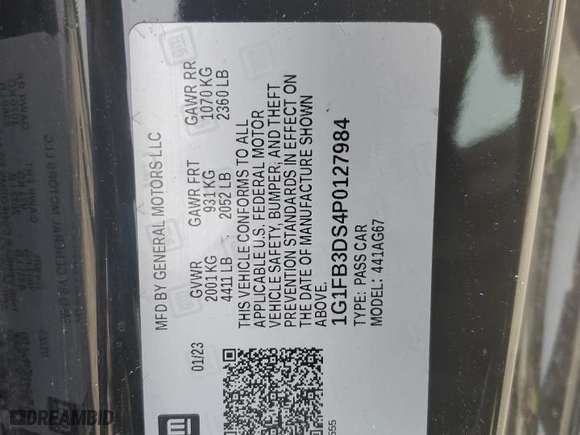 MFD BY GENERAL MOTORS LLC
01/23
GVWR GAWR FRT GAWR RR
2001 KG 931 KG 1070 KG
4411 LB 2052 LB 2360 LB
THIS VEHICLE CONFORMS TO ALL
APPLICABLE U.S. FEDERAL MOTOR
VEHICLE SAFETY, BUMPER, AND THEFT
PREVENTION STANDARDS IN EFFECT ON
THE DATE OF MANUFACTURE SHOWN
ABOVE.
1G1FB3DS4P0127984
TYPE: PASS CAR
MODEL: 441AG67
gm
DREAMBID